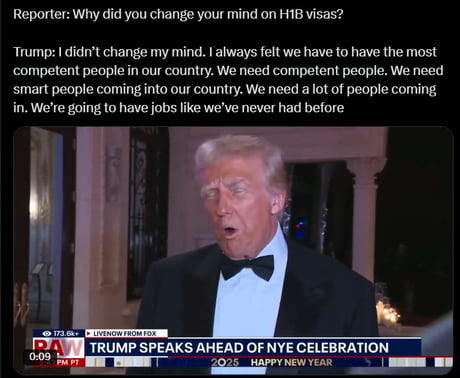 Reporter: Why did you change your mind on H1B visas?
Trump: I didn't change my mind. I always felt we have to have the most
competent people in our country. We need competent people. We need
smart people coming into our country. We need a lot of people coming
in. We're going to have jobs like we've never had before
173.6k+ LIVENOW FROM FOX
RAW TRUMP SPEAKS AHEAD OF NYE CELEBRATION
0:09 PM PT 2025 HAPPY NEW YEAR